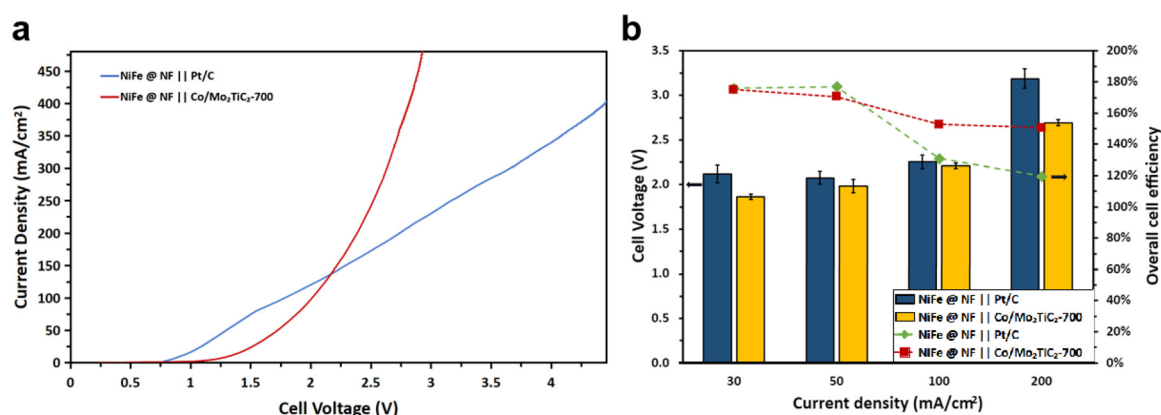 a
Current Density (mA/cm²)
450
400
350
300
250
200
150
100
50
0
NiFe @ NF || Pt/C
NiFe @ NF || Co/Mo₂TiC₂-700
0 0.5 1 1.5 2 2.5 3 3.5 4
Cell Voltage (V)
b
Cell Voltage (V)
3.5
3.0
2.5
2.0
1.5
1.0
0.5
0.0
NiFe @ NF || Pt/C
NiFe @ NF || Co/Mo₂TiC₂-700
NiFe @ NF || Pt/C
NiFe @ NF || Co/Mo₂TiC₂-700
200%
180%
160%
140%
120%
100%
80%
60%
40%
20%
0%
Overall cell efficiency
30 50 100 200
Current density (mA/cm²)